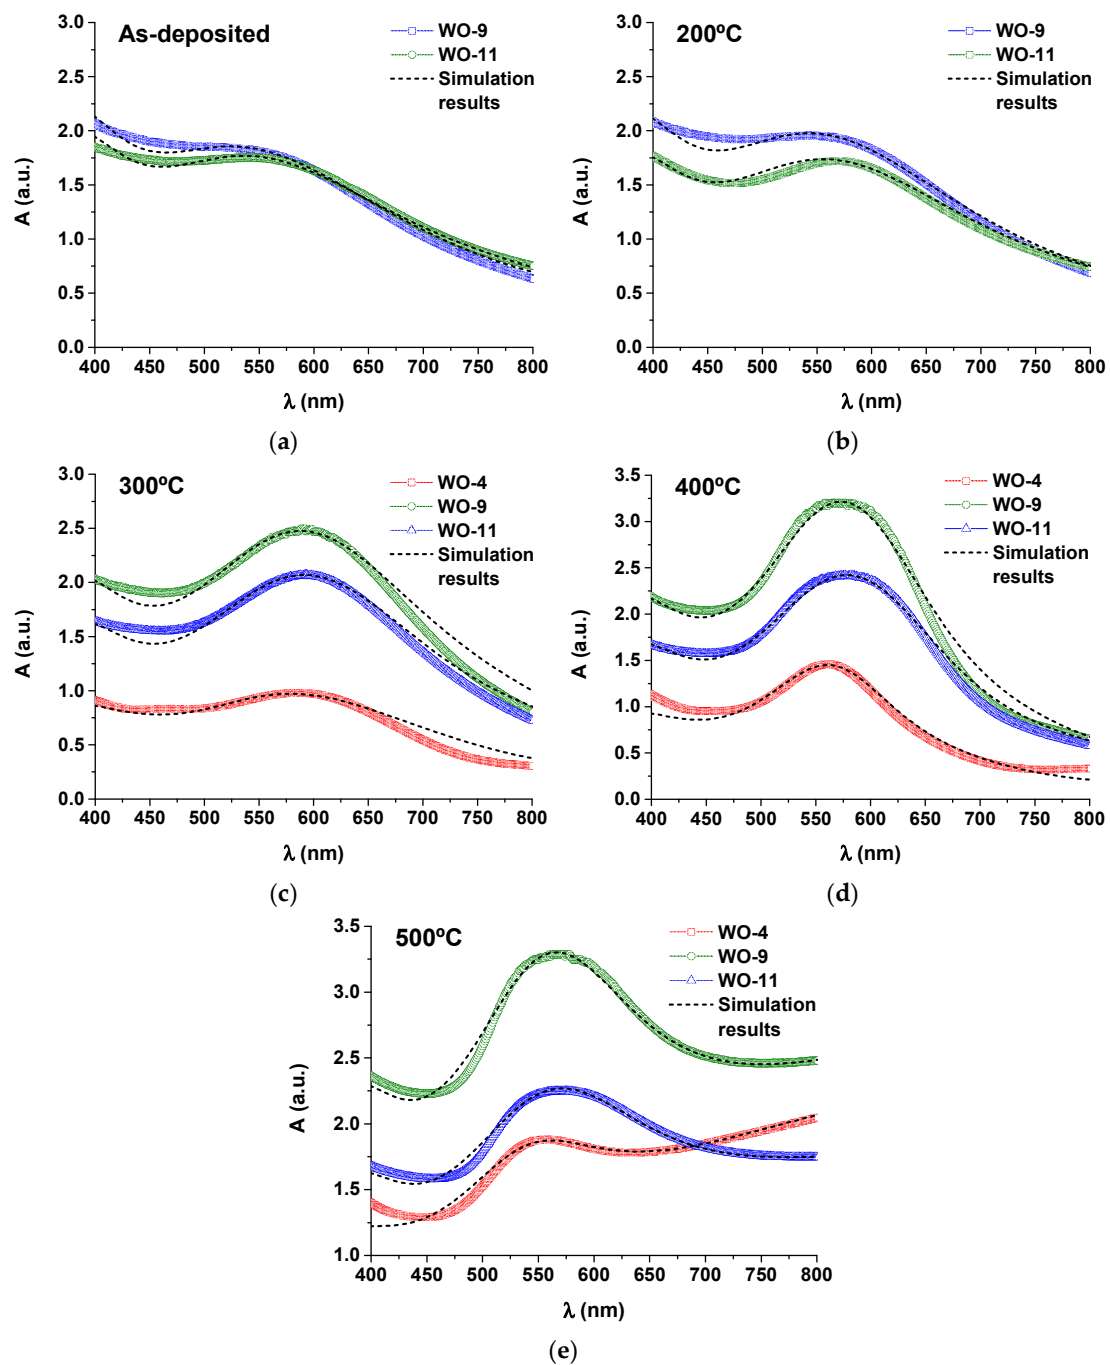 As-deposited
WO-9
WO-11
Simulation
results
3.0
2.5
2.0
1.5
1.0
0.5
0.0
A (a.u.)
400 450 500 550 600 650 700 750 800
λ (nm)
(a)
200ºC
WO-9
WO-11
Simulation
results
3.0
2.5
2.0
1.5
1.0
0.5
0.0
A (a.u.)
400 450 500 550 600 650 700 750 800
λ (nm)
(b)
300ºC
WO-4
WO-9
WO-11
Simulation
results
3.0
2.5
2.0
1.5
1.0
0.5
0.0
A (a.u.)
400 450 500 550 600 650 700 750 800
λ (nm)
(c)
400ºC
WO-4
WO-9
WO-11
Simulation
results
3.5
3.0
2.5
2.0
1.5
1.0
0.5
0.0
A (a.u.)
400 450 500 550 600 650 700 750 800
λ (nm)
(d)
500ºC
WO-4
WO-9
WO-11
Simulation
results
3.5
3.0
2.5
2.0
1.5
1.0
A (a.u.)
400 450 500 550 600 650 700 750 800
λ (nm)
(e)